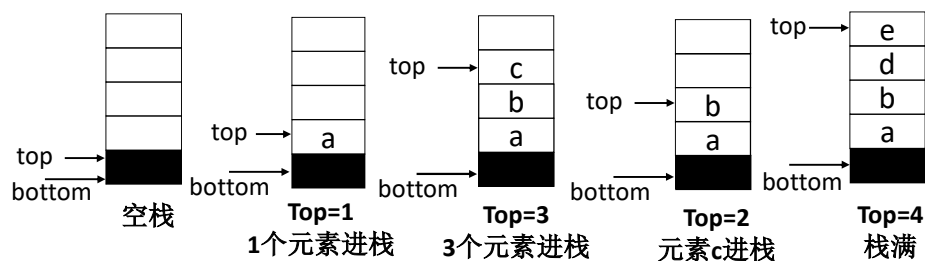 top
bottom
空栈
a
top
bottom
Top=1
1个元素进栈
c
b
a
top
bottom
Top=3
3个元素进栈
b
a
top
bottom
Top=2
元素c进栈
e
d
b
a
top
bottom
Top=4
栈满